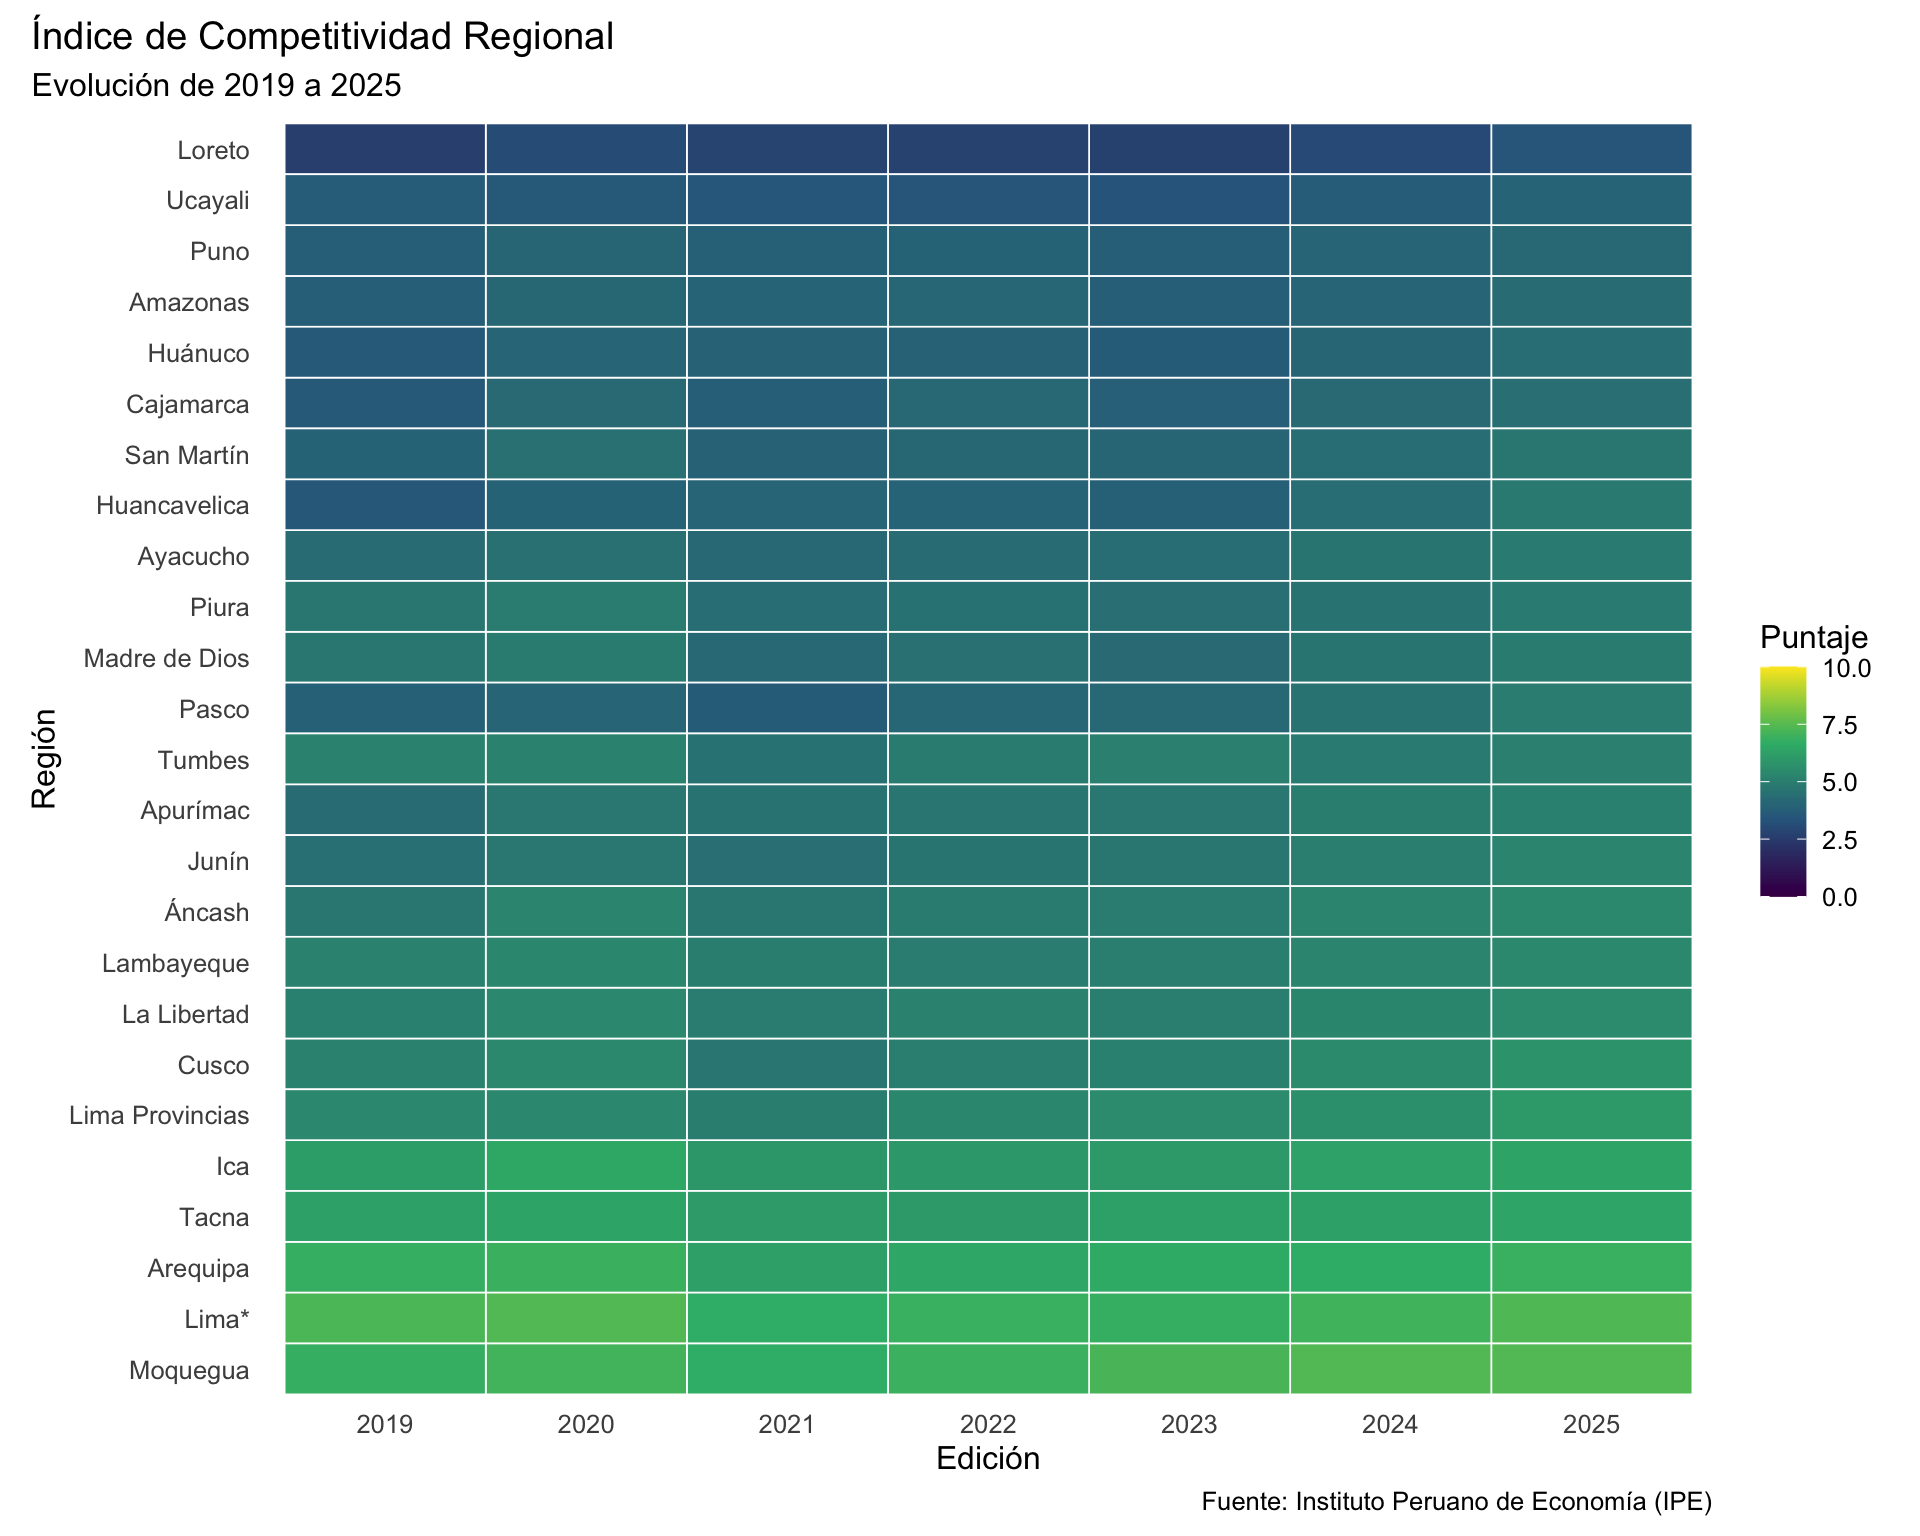 Índice de Competitividad Regional
Evolución de 2019 a 2025
Región
Loreto
Ucayali
Puno
Amazonas
Huánuco
Cajamarca
San Martín
Huancavelica
Ayacucho
Piura
Madre de Dios
Pasco
Tumbes
Apurímac
Junín
Áncash
Lambayeque
La Libertad
Cusco
Lima Provincias
Ica
Tacna
Arequipa
Lima*
Moquegua
2019 2020 2021 2022 2023 2024 2025
Edición
Puntaje
10.0
7.5
5.0
2.5
0.0
Fuente: Instituto Peruano de Economía (IPE)